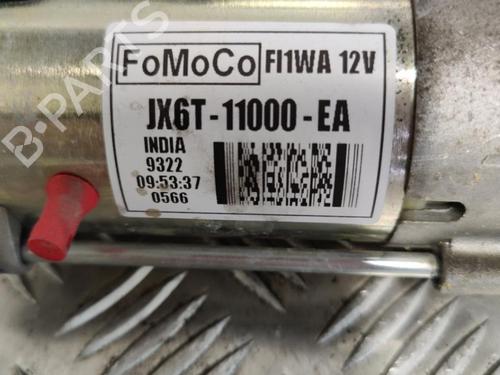 B-PARTS
FoMoCo FI1WA 12V
JX6T-11000-EA
INDIA
9322
09:53:37
0566